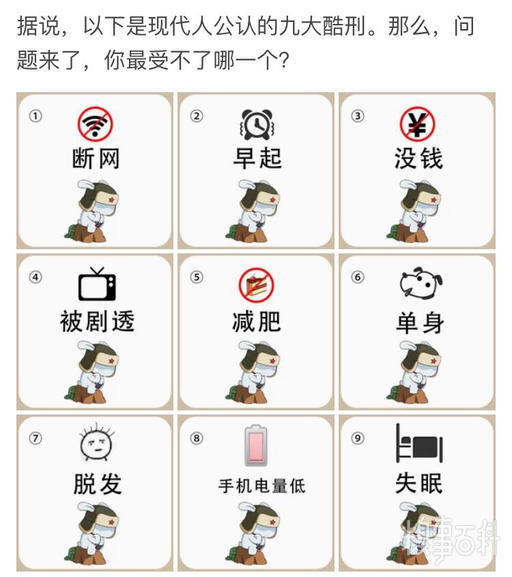 据说，以下是现代人公认的九大酷刑。那么，问
题来了，你最受不了哪一个？
① 断网
② 早起
③ 没钱
④ 被剧透
⑤ 减肥
⑥ 单身
⑦ 脱发
⑧ 手机电量低
⑨ 失眠
糗事百科